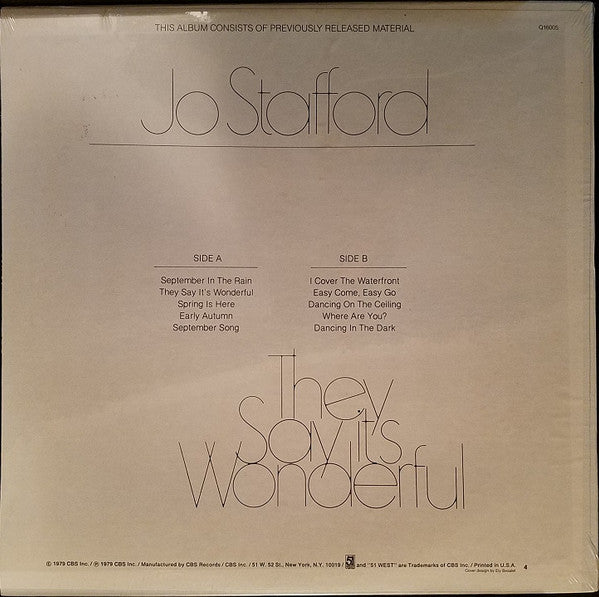 THIS ALBUM CONSISTS OF PREVIOUSLY RELEASED MATERIAL
Q16005
Jo Stafford
SIDE A
September In The Rain
They Say It's Wonderful
Spring Is Here
Early Autumn
September Song
SIDE B
I Cover The Waterfront
Easy Come, Easy Go
Dancing On The Ceiling
Where Are You?
Dancing In The Dark
They
Say It's
Wonderful
© 1979 CBS Inc. / ℗ 1979 CBS Inc. / Manufactured by CBS Records / CBS Inc. / 51 W. 52 St., New York, N.Y. 10019 / 51 and "51 WEST" are Trademarks of CBS Inc. / Printed in U.S.A. 4
Cover design by